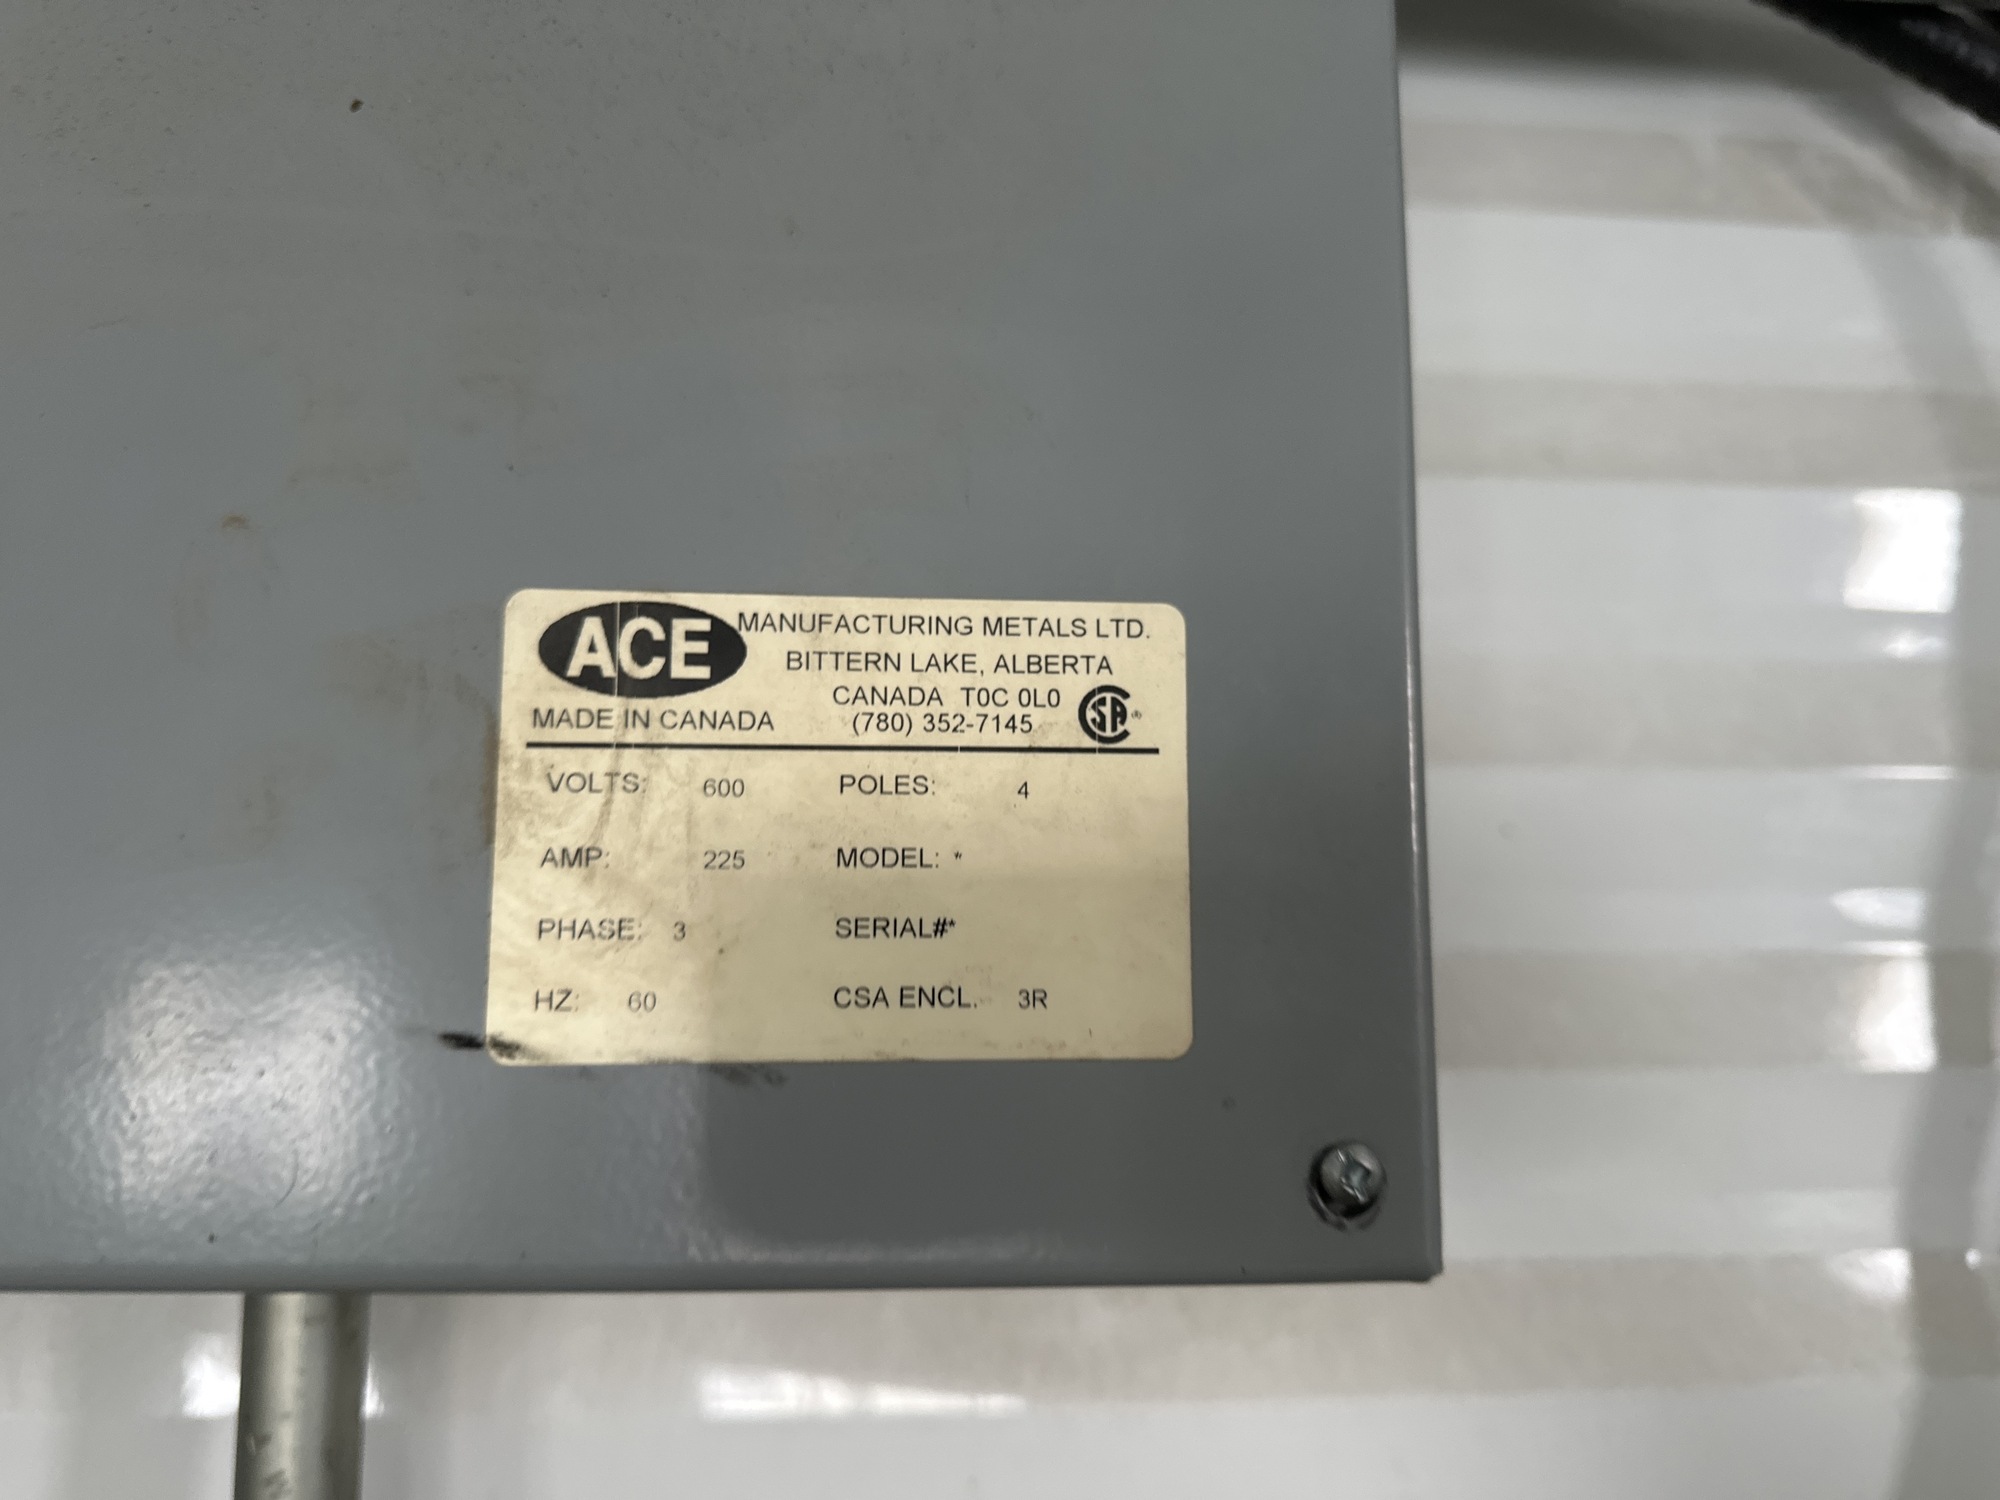 ACE MANUFACTURING METALS LTD.
BITTERN LAKE, ALBERTA
CANADA T0C 0L0
MADE IN CANADA (780) 352-7145 CSA ®
VOLTS: 600 POLES: 4
AMP: 225 MODEL: *
PHASE: 3 SERIAL#*
HZ: 60 CSA ENCL. 3R